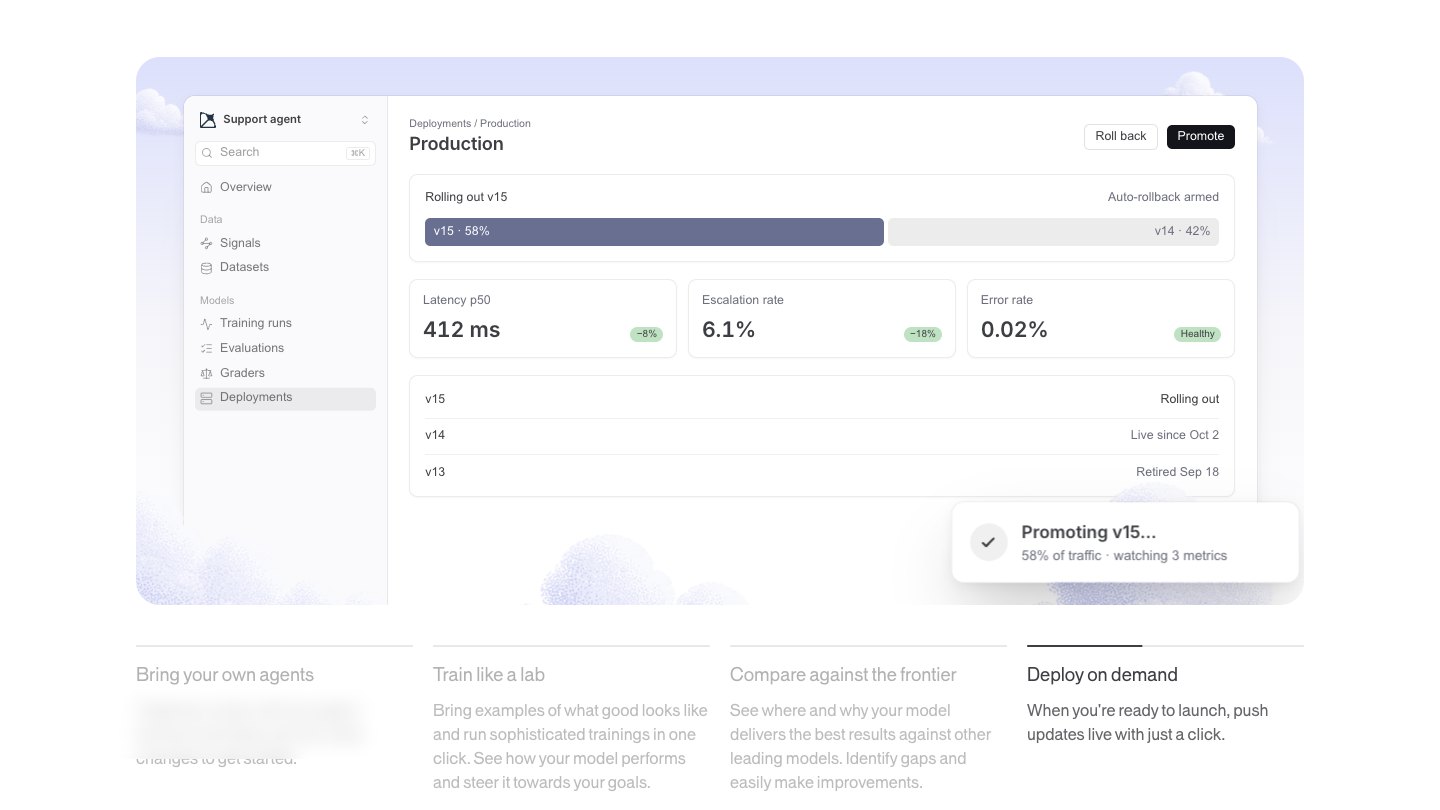 Support agent
Search
⌘K
Overview
Data
Signals
Datasets
Models
Training runs
Evaluations
Graders
Deployments
Deployments / Production
Production
Roll back
Promote
Rolling out v15
Auto-rollback armed
v15 · 58%
v14 · 42%
Latency p50
412 ms
−8%
Escalation rate
6.1%
−18%
Error rate
0.02%
Healthy
v15
Rolling out
v14
Live since Oct 2
v13
Retired Sep 18
Promoting v15...
58% of traffic · watching 3 metrics
Bring your own agents
changes to get started.
Train like a lab
Bring examples of what good looks like
and run sophisticated trainings in one
click. See how your model performs
and steer it towards your goals.
Compare against the frontier
See where and why your model
delivers the best results against other
leading models. Identify gaps and
easily make improvements.
Deploy on demand
When you're ready to launch, push
updates live with just a click.